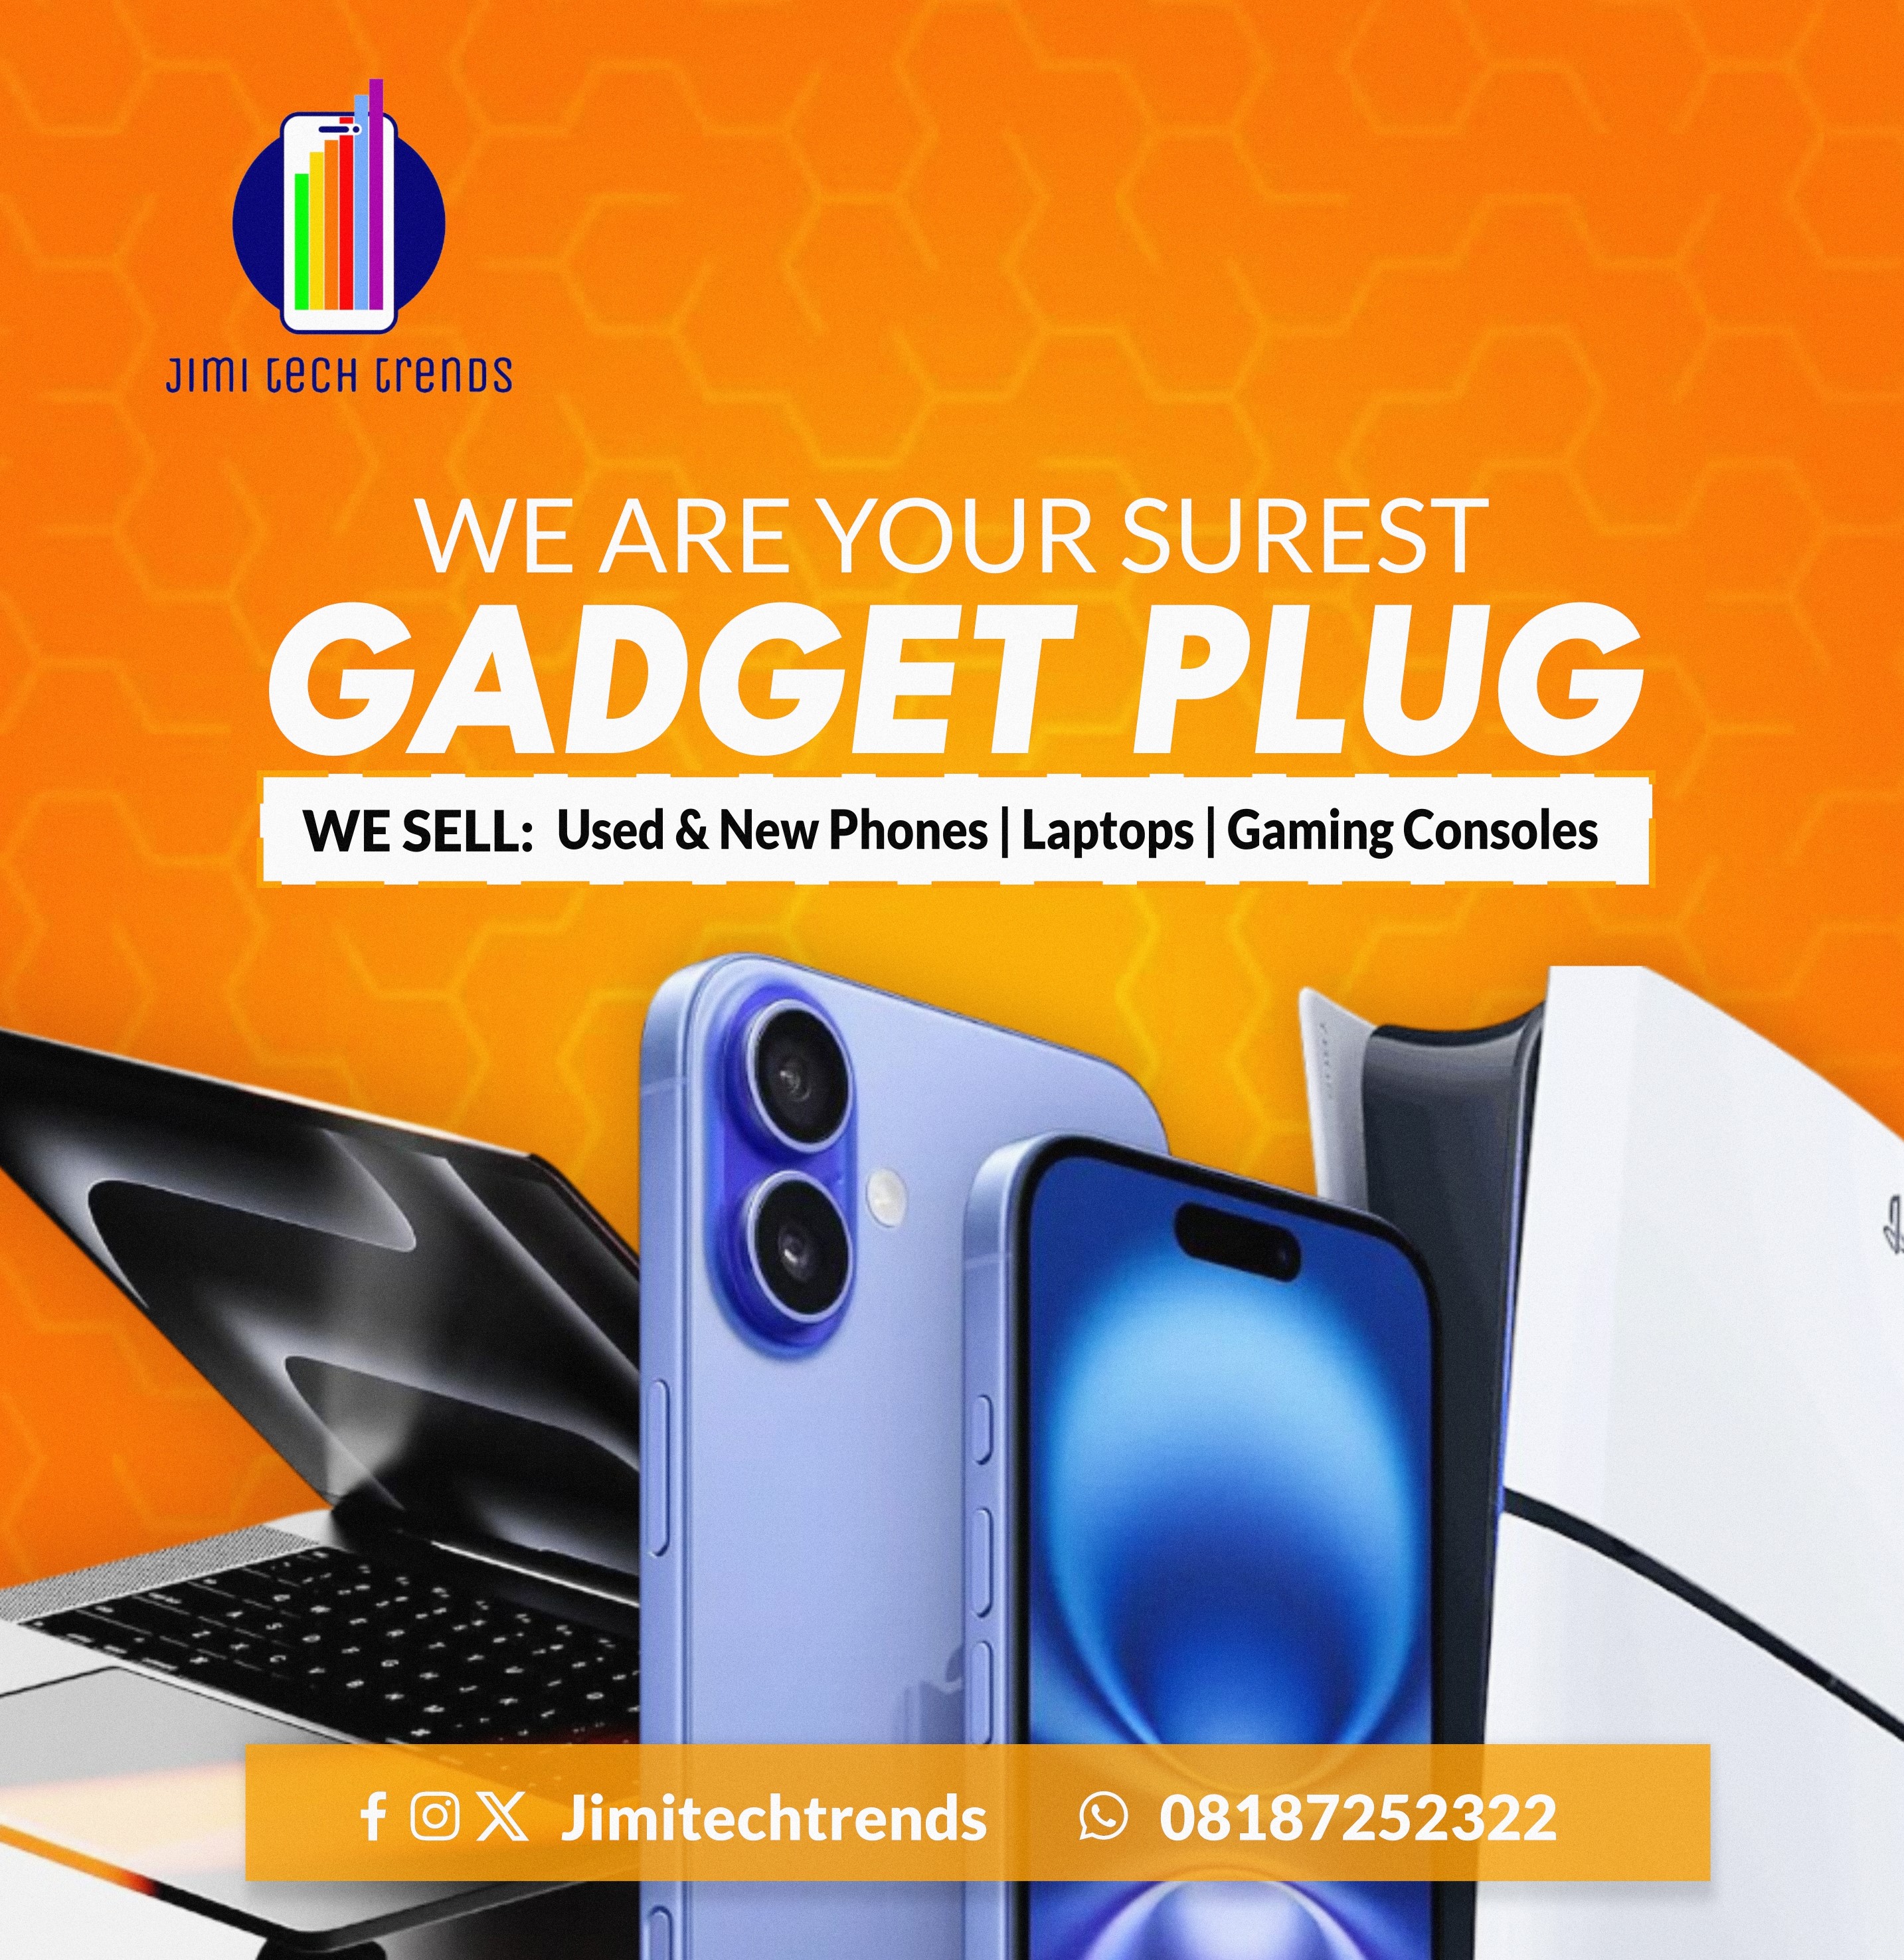 JIMI TECH TRENDS
WE ARE YOUR SUREST
GADGET PLUG
WE SELL: Used & New Phones | Laptops | Gaming Consoles
Jimitechtrends 08187252322